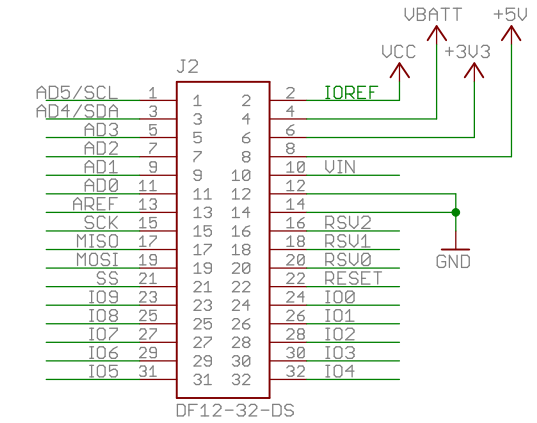 VBATT +5V
VCC +3V3
J2
AD5/SCL 1 1 2 2 IOREF
AD4/SDA 3 3 4 4
AD3 5 5 6 6
AD2 7 7 8 8
AD1 9 9 10 10 VIN
AD0 11 11 12 12
AREF 13 13 14 14
SCK 15 15 16 16 RSV2
MISO 17 17 18 18 RSV1
MOSI 19 19 20 20 RSV0
SS 21 21 22 22 RESET
IO9 23 23 24 24 IO0
IO8 25 25 26 26 IO1
IO7 27 27 28 28 IO2
IO6 29 29 30 30 IO3
IO5 31 31 32 32 IO4
GND
DF12-32-DS